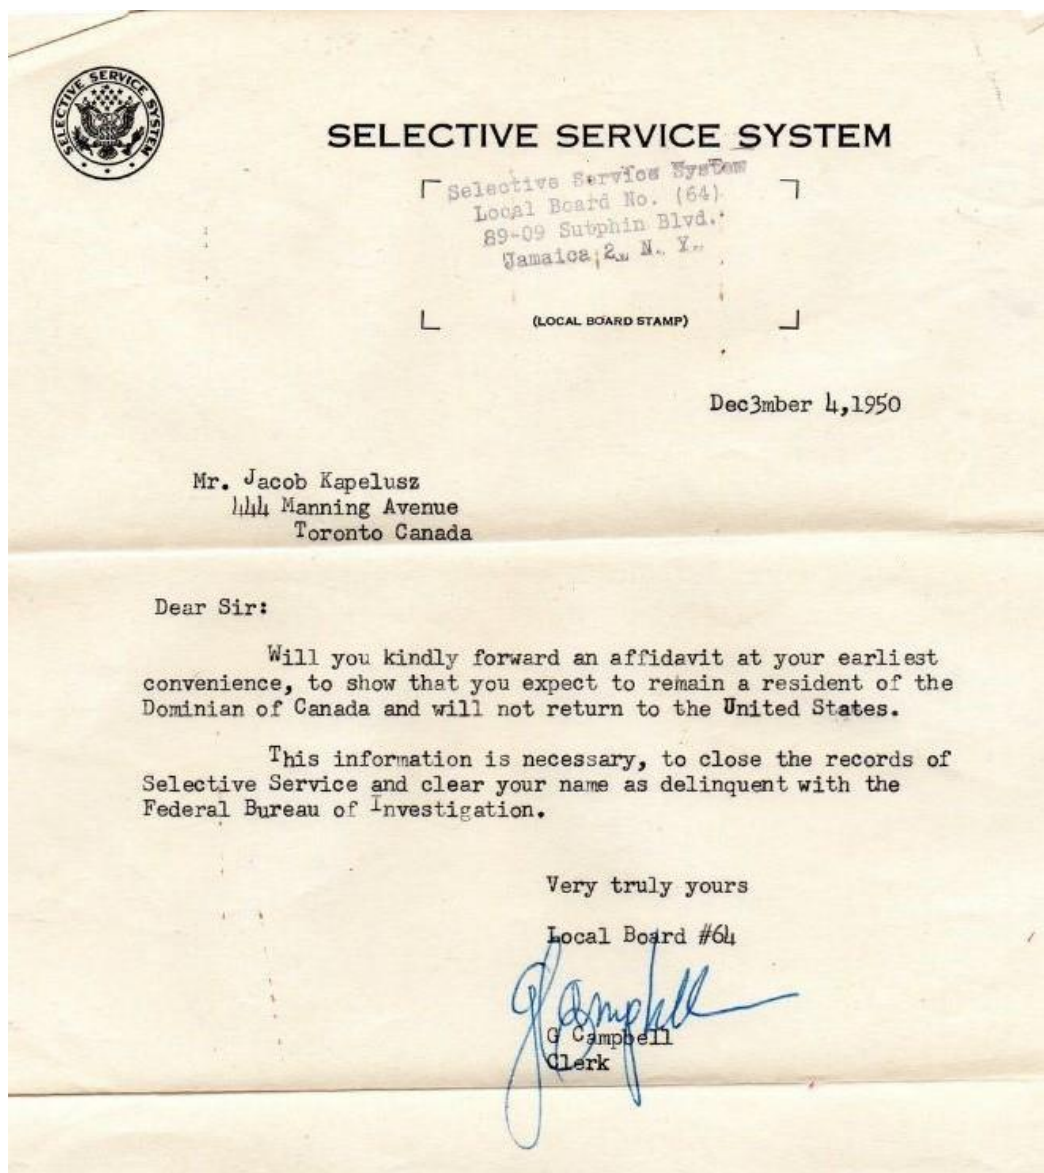 SELECTIVE SERVICE SYSTEM
SELECTIVE SERVICE SYSTEM
Selective Service System
Local Board No. (64)
89-09 Sutphin Blvd.
Jamaica 2, N. Y.
(LOCAL BOARD STAMP)
Dec3mber 4,1950
Mr. Jacob Kapelusz
444 Manning Avenue
Toronto Canada
Dear Sir:
Will you kindly forward an affidavit at your earliest
convenience, to show that you expect to remain a resident of the
Dominian of Canada and will not return to the United States.
This information is necessary, to close the records of
Selective Service and clear your name as delinquent with the
Federal Bureau of Investigation.
Very truly yours
Local Board #64
G Campbell
G Campbell
Clerk